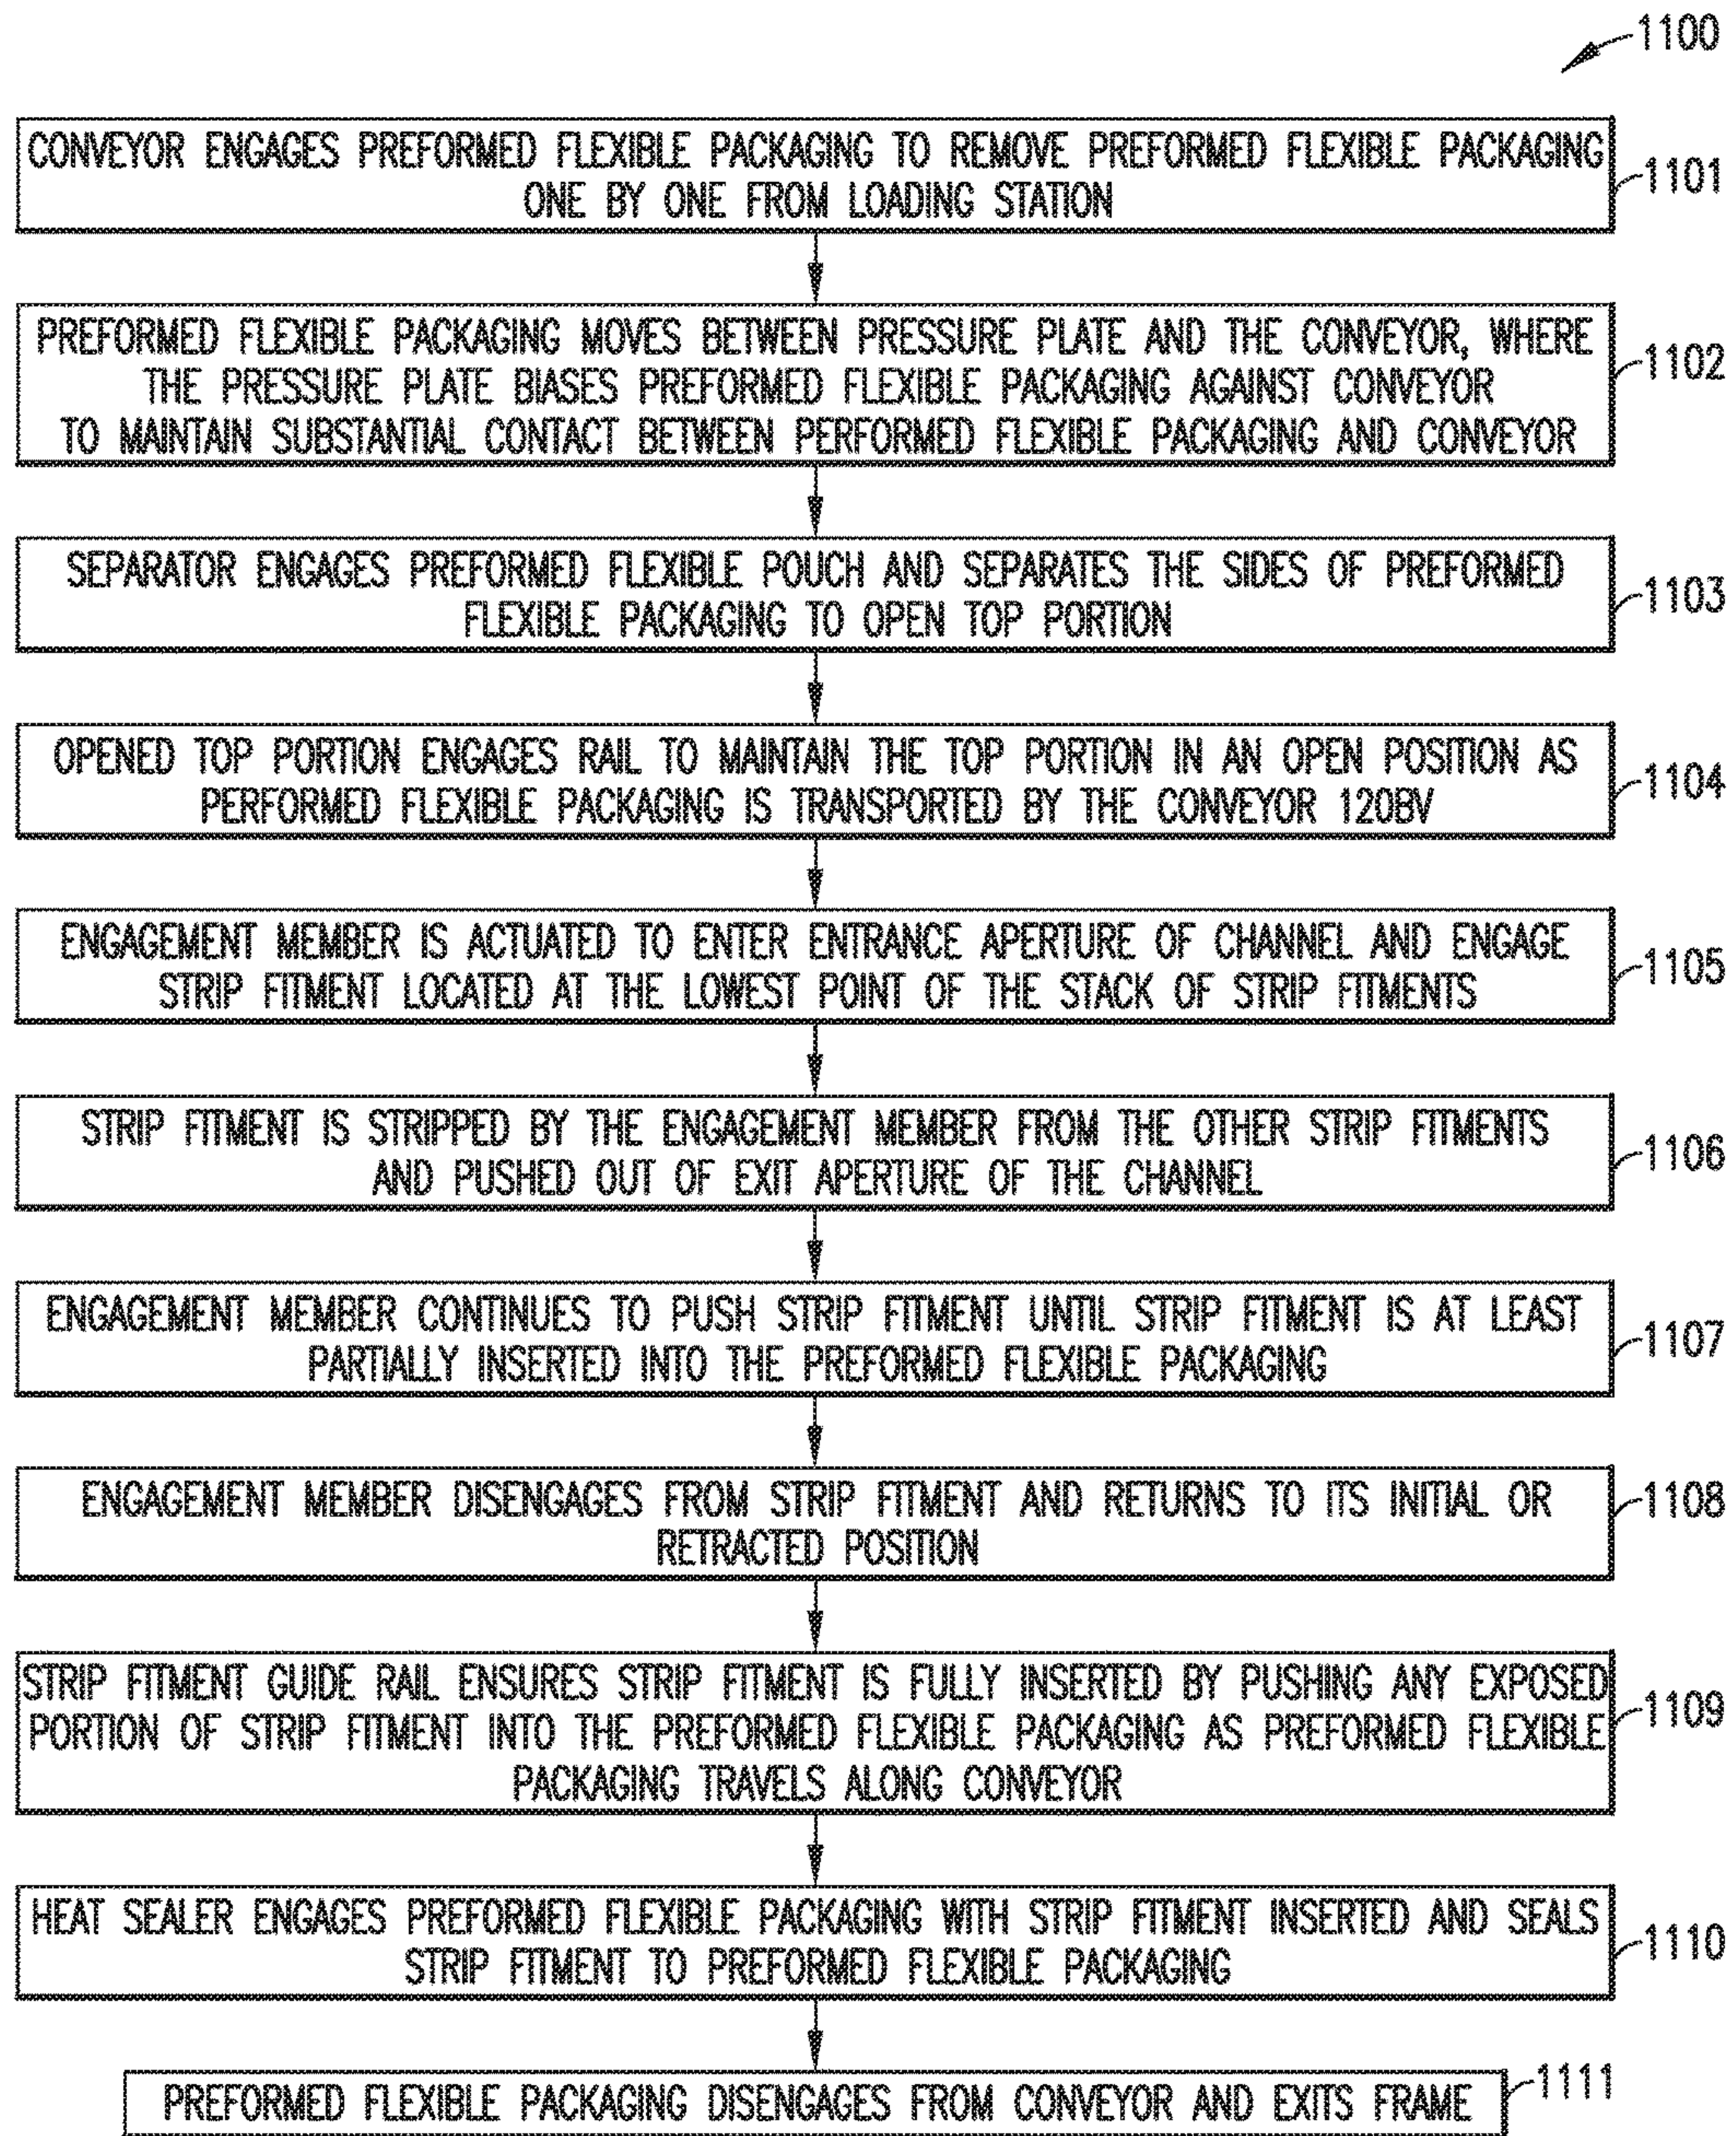 1100
CONVEYOR ENGAGES PREFORMED FLEXIBLE PACKAGING TO REMOVE PREFORMED FLEXIBLE PACKAGING
ONE BY ONE FROM LOADING STATION
1101
PREFORMED FLEXIBLE PACKAGING MOVES BETWEEN PRESSURE PLATE AND THE CONVEYOR, WHERE
THE PRESSURE PLATE BIASES PREFORMED FLEXIBLE PACKAGING AGAINST CONVEYOR
TO MAINTAIN SUBSTANTIAL CONTACT BETWEEN PERFORMED FLEXIBLE PACKAGING AND CONVEYOR
1102
SEPARATOR ENGAGES PREFORMED FLEXIBLE POUCH AND SEPARATES THE SIDES OF PREFORMED
FLEXIBLE PACKAGING TO OPEN TOP PORTION
1103
OPENED TOP PORTION ENGAGES RAIL TO MAINTAIN THE TOP PORTION IN AN OPEN POSITION AS
PERFORMED FLEXIBLE PACKAGING IS TRANSPORTED BY THE CONVEYOR 120BV
1104
ENGAGEMENT MEMBER IS ACTUATED TO ENTER ENTRANCE APERTURE OF CHANNEL AND ENGAGE
STRIP FITMENT LOCATED AT THE LOWEST POINT OF THE STACK OF STRIP FITMENTS
1105
STRIP FITMENT IS STRIPPED BY THE ENGAGEMENT MEMBER FROM THE OTHER STRIP FITMENTS
AND PUSHED OUT OF EXIT APERTURE OF THE CHANNEL
1106
ENGAGEMENT MEMBER CONTINUES TO PUSH STRIP FITMENT UNTIL STRIP FITMENT IS AT LEAST
PARTIALLY INSERTED INTO THE PREFORMED FLEXIBLE PACKAGING
1107
ENGAGEMENT MEMBER DISENGAGES FROM STRIP FITMENT AND RETURNS TO ITS INITIAL OR
RETRACTED POSITION
1108
STRIP FITMENT GUIDE RAIL ENSURES STRIP FITMENT IS FULLY INSERTED BY PUSHING ANY EXPOSED
PORTION OF STRIP FITMENT INTO THE PREFORMED FLEXIBLE PACKAGING AS PREFORMED FLEXIBLE
PACKAGING TRAVELS ALONG CONVEYOR
1109
HEAT SEALER ENGAGES PREFORMED FLEXIBLE PACKAGING WITH STRIP FITMENT INSERTED AND SEALS
STRIP FITMENT TO PREFORMED FLEXIBLE PACKAGING
1110
PREFORMED FLEXIBLE PACKAGING DISENGAGES FROM CONVEYOR AND EXITS FRAME
1111